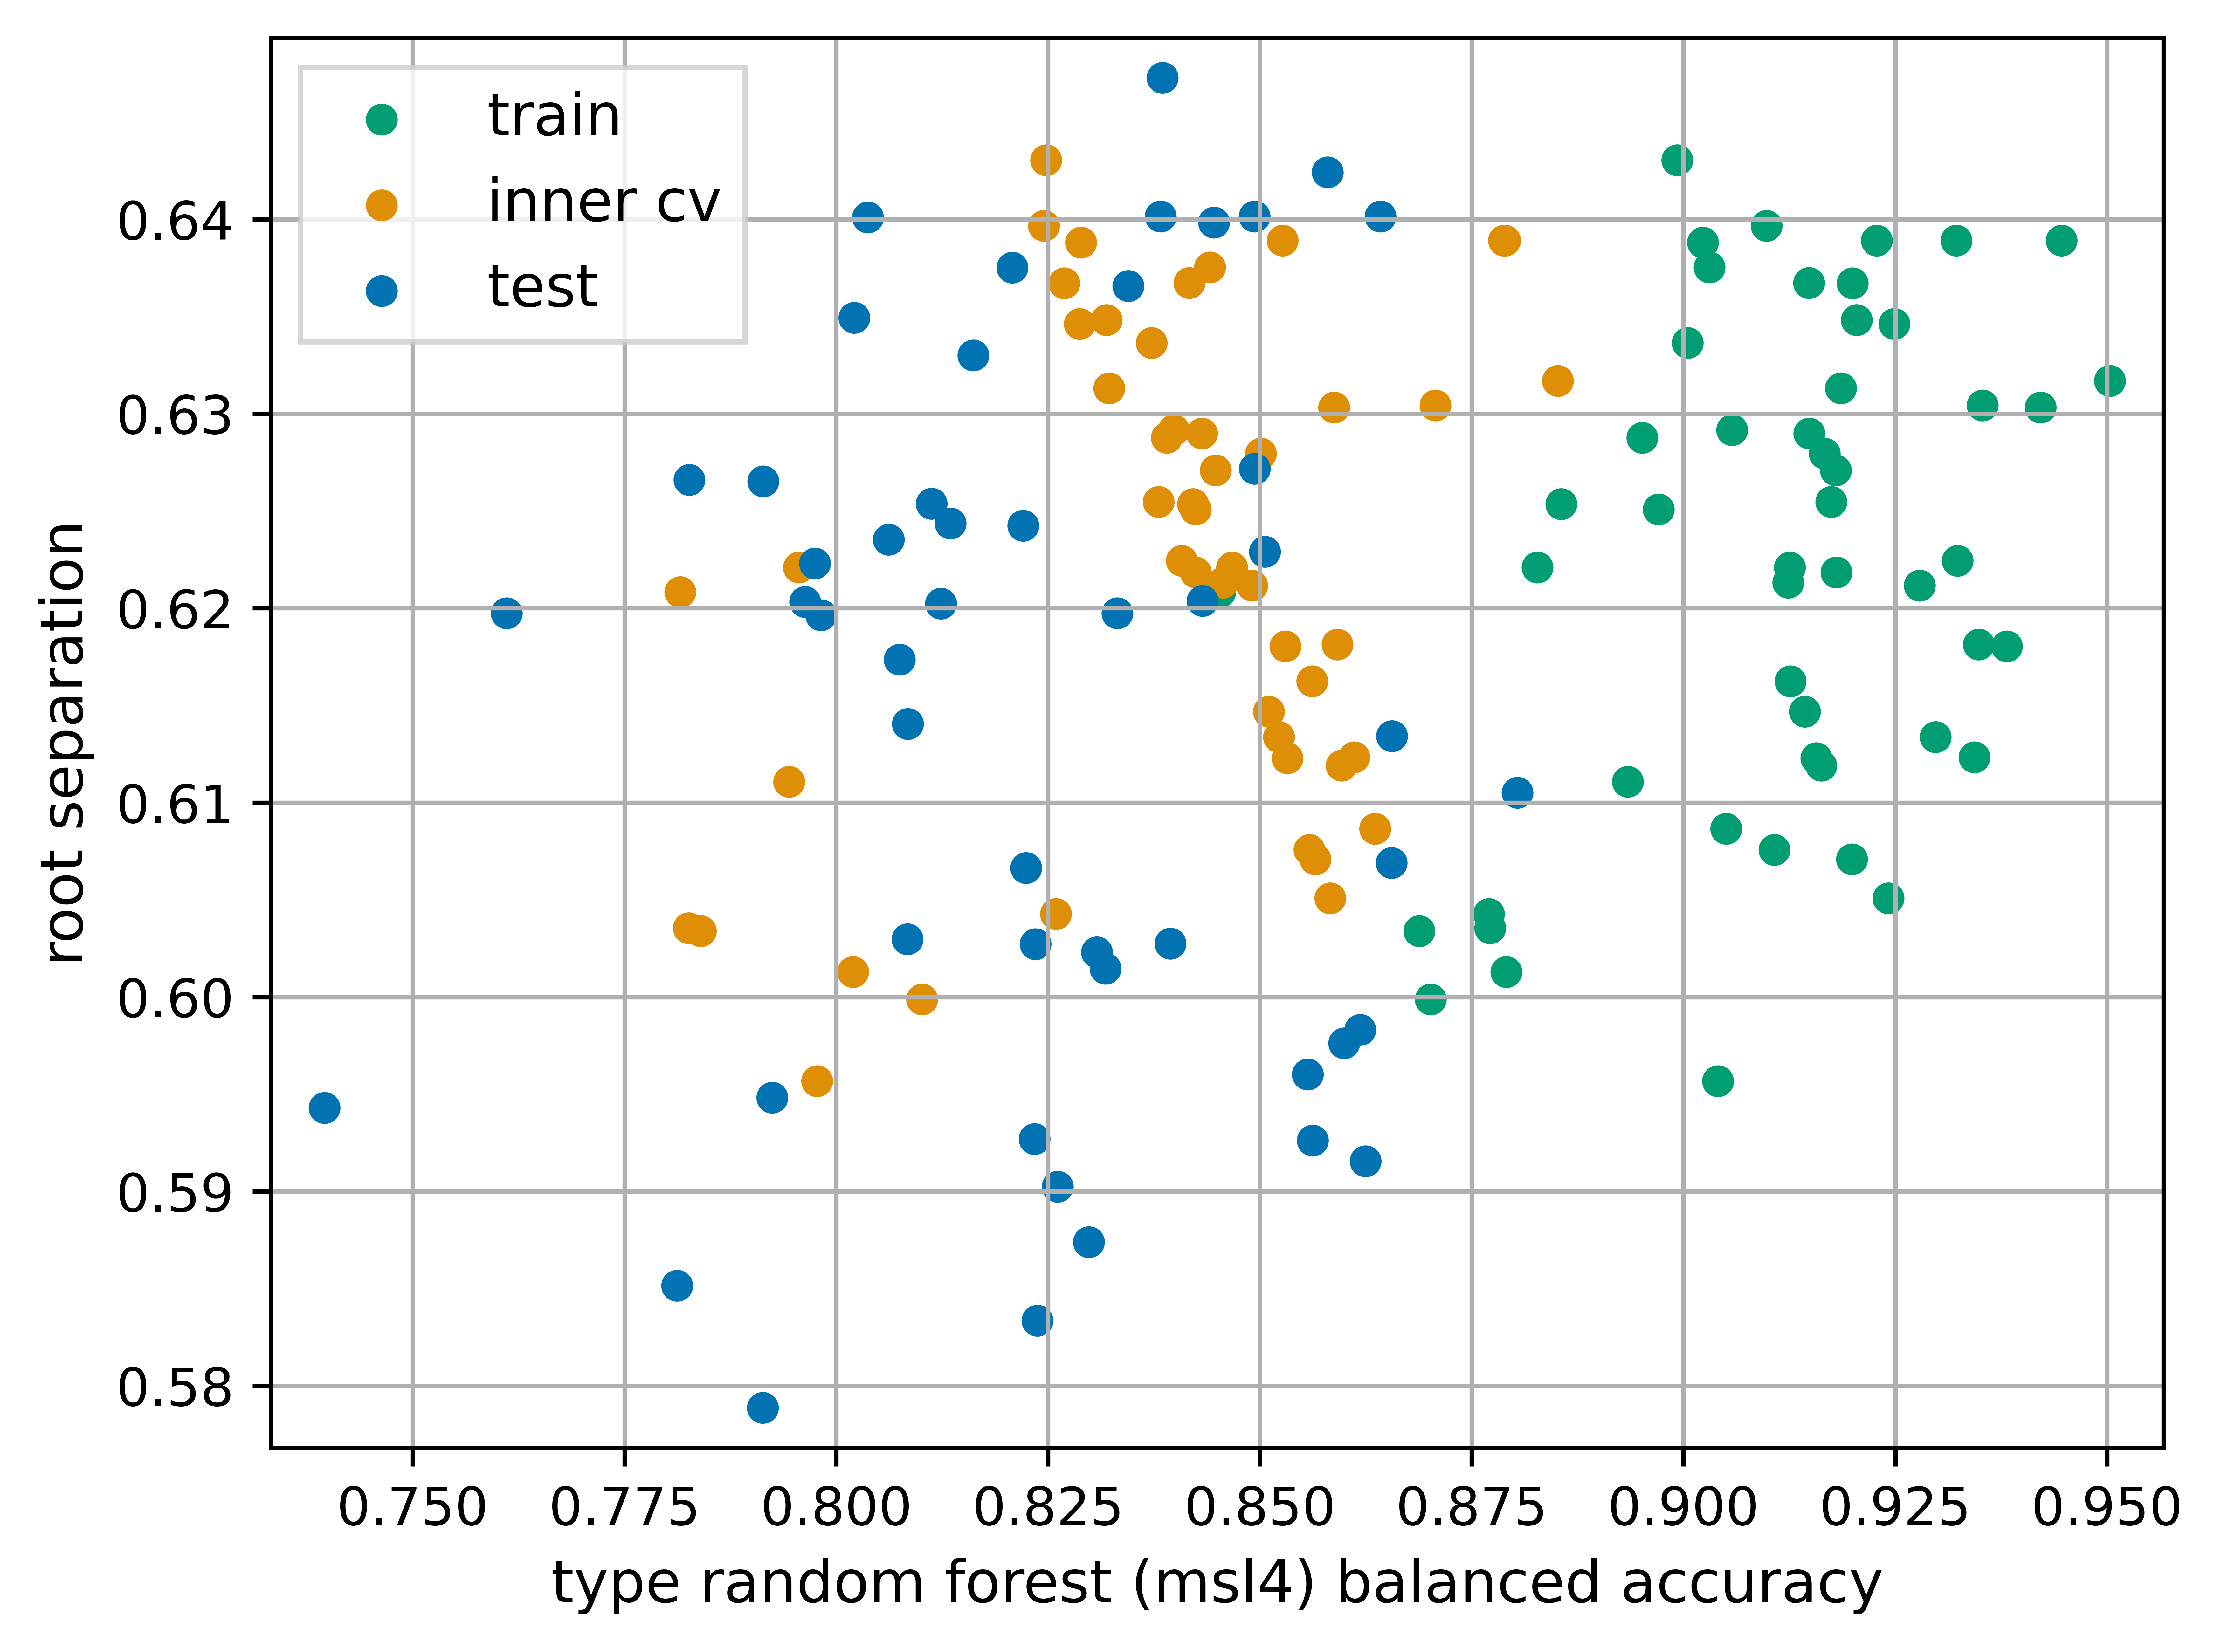 train
inner cv
test
0.64
0.63
0.62
0.61
0.60
0.59
0.58
root separation
0.750 0.775 0.800 0.825 0.850 0.875 0.900 0.925 0.950
type random forest (msl4) balanced accuracy